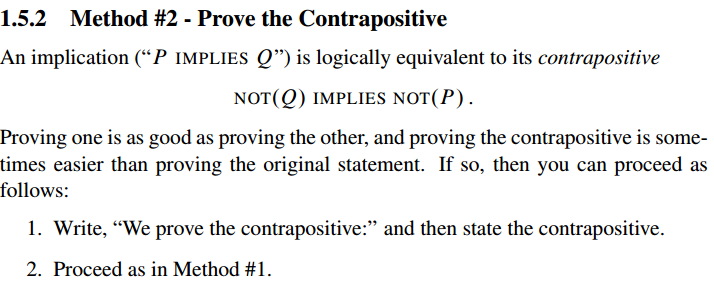 1.5.2 Method #2 - Prove the Contrapositive
An implication (“P IMPLIES Q”) is logically equivalent to its contrapositive
NOT(Q) IMPLIES NOT(P).
Proving one is as good as proving the other, and proving the contrapositive is some-
times easier than proving the original statement. If so, then you can proceed as
follows:
1. Write, “We prove the contrapositive:” and then state the contrapositive.
2. Proceed as in Method #1.